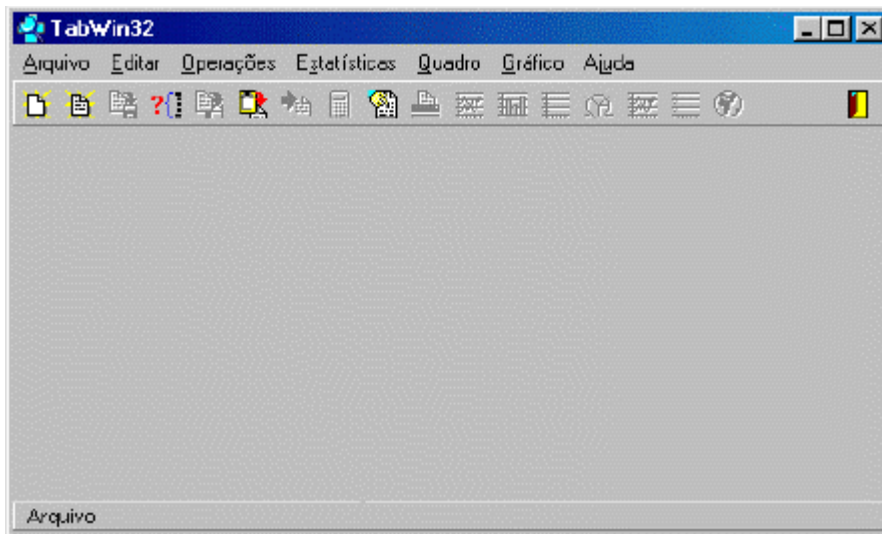 TabWin32
Arquivo Editar Operações Estatísticas Quadro Gráfico Ajuda
?{
Arquivo